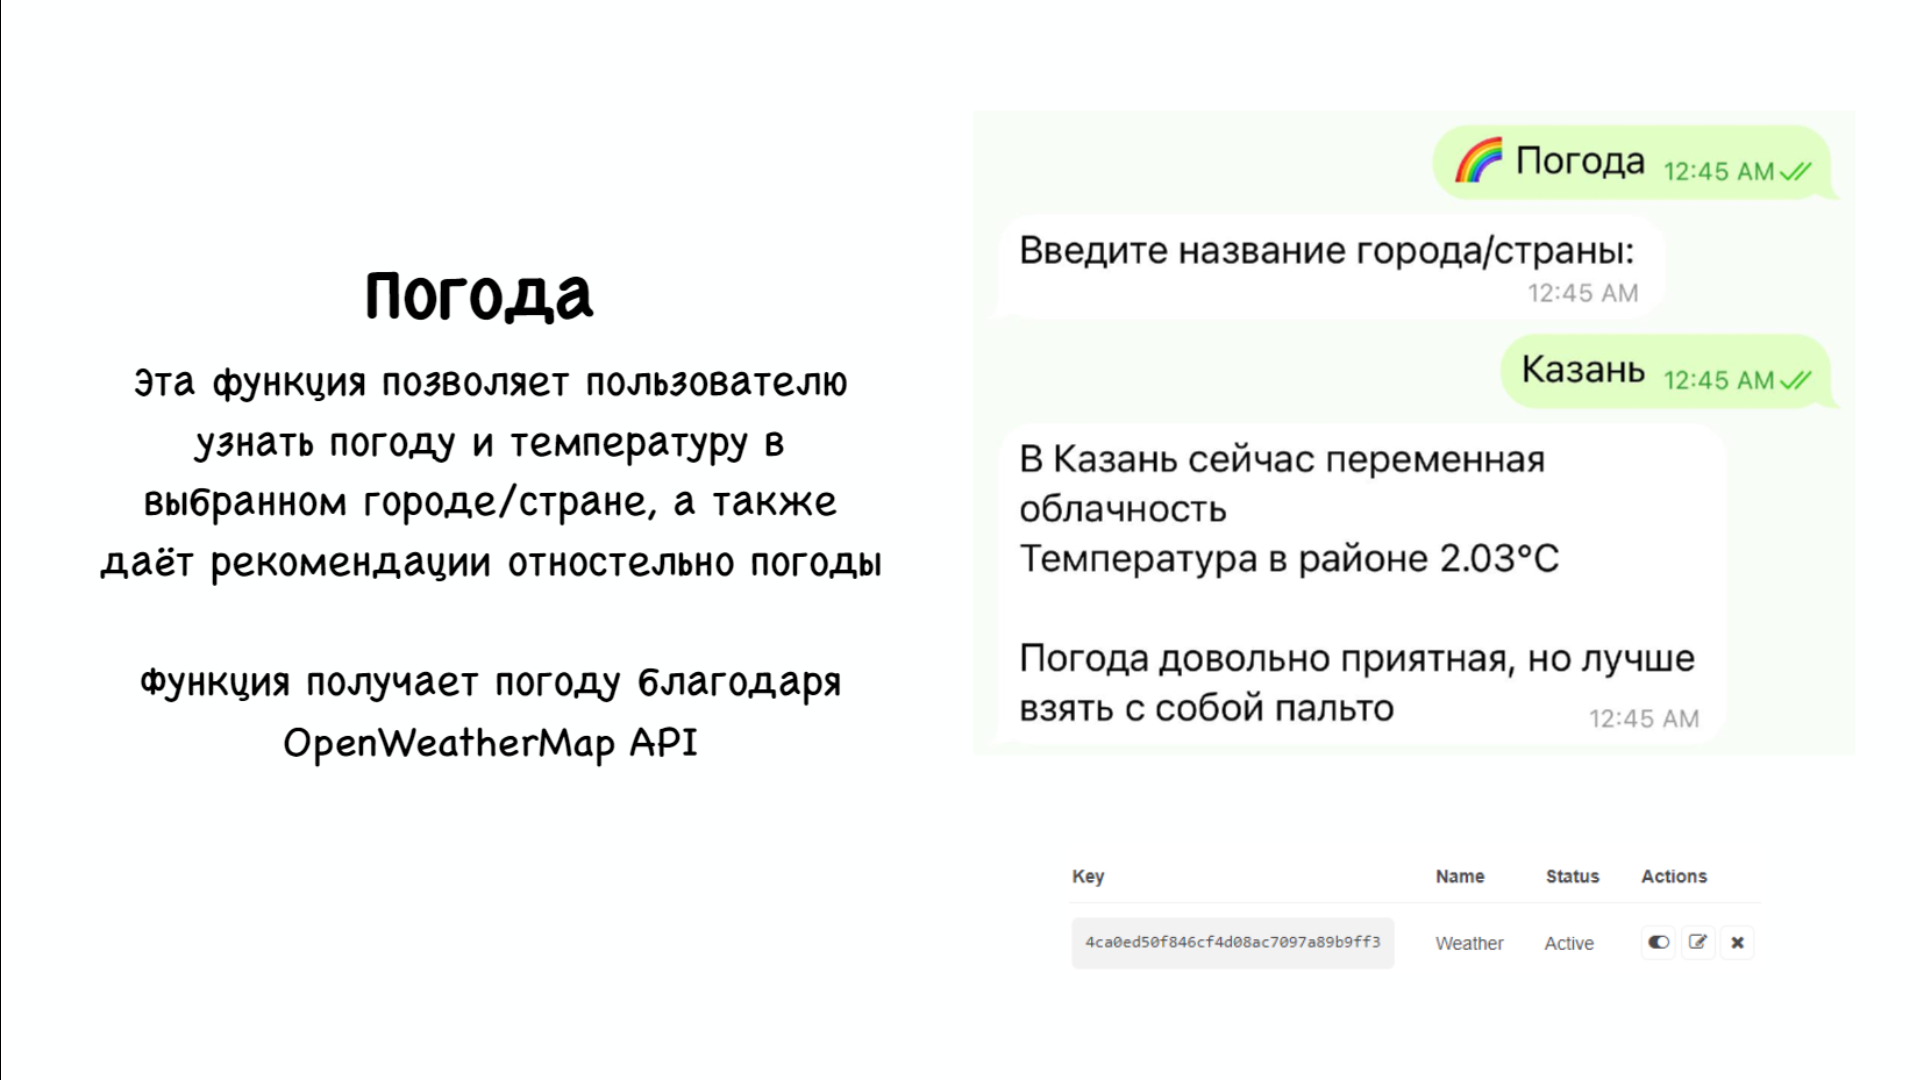 Погода
Эта функция позволяет пользователю
узнать погоду и температуру в
выбранном городе/стране, а также
даёт рекомендации отностельно погоды
Функция получает погоду благодаря
OpenWeatherMap API
🌈 Погода 12:45 AM
Введите название города/страны:
12:45 AM
Казань 12:45 AM
В Казань сейчас переменная
облачность
Температура в районе 2.03°C
Погода довольно приятная, но лучше
взять с собой пальто 12:45 AM
Key Name Status Actions
4ca0ed50f846cf4d08ac7097a89b9ff3 Weather Active